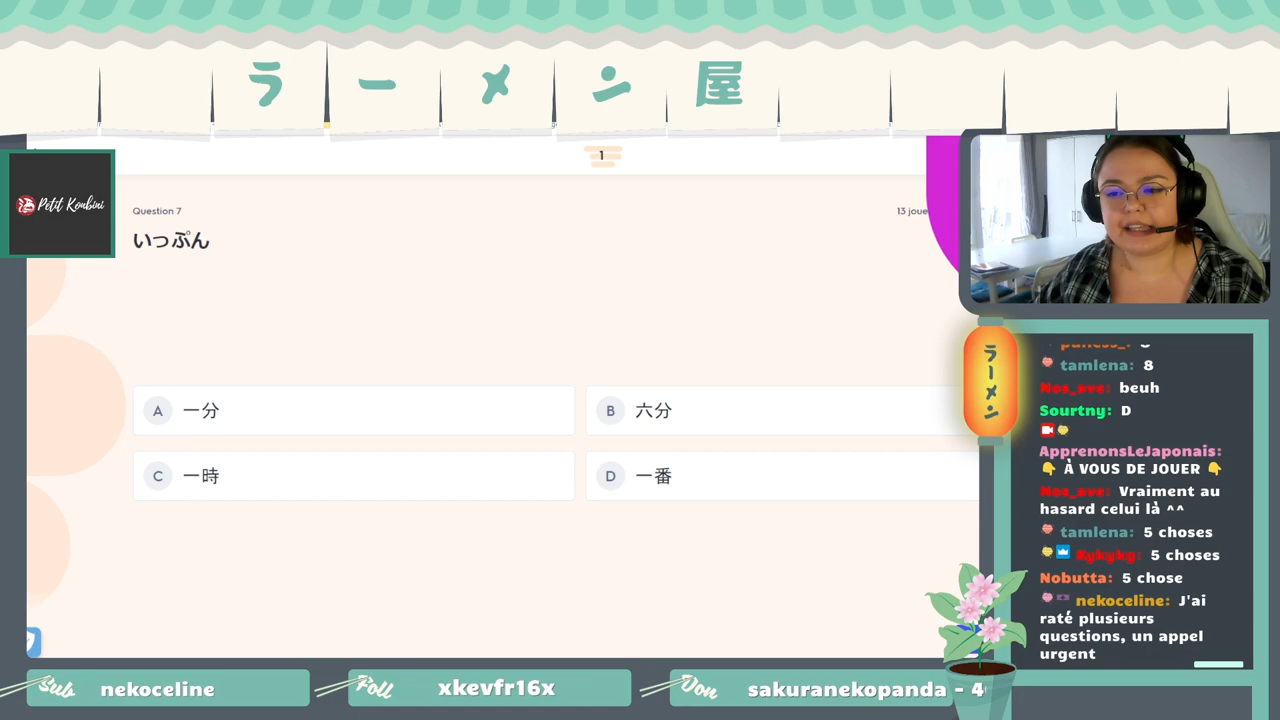 ラーメン屋
1
Petit Konbini
Question 7
13 joue
いっぷん
A 一分
B 六分
C 一時
D 一番
ラーメン
tamlena: 8
Nos_ave: beuh
Sourtny: D
ApprenonsLeJaponais:
👇 À VOUS DE JOUER 👇
Nos_ave: Vraiment au
hasard celui là ^^
tamlena: 5 choses
Kykykg: 5 choses
Nobutta: 5 chose
nekoceline: J'ai
raté plusieurs
questions, un appel
urgent
Sub nekoceline
Foll xkevfr16x
Don sakuranekopanda - 4